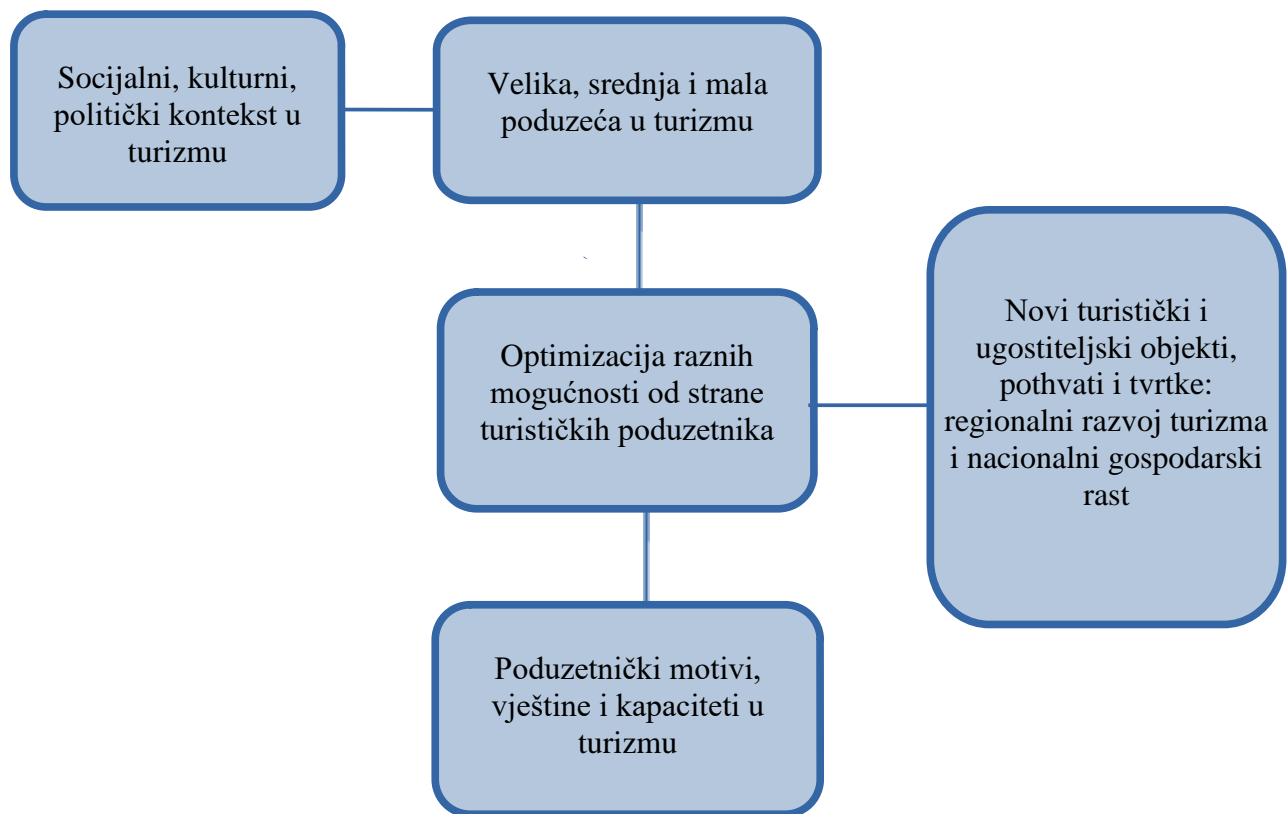 Socijalni, kulturni,
politički kontekst u
turizmu
Velika, srednja i mala
poduzeća u turizmu
Optimizacija raznih
mogućnosti od strane
turističkih poduzetnika
Novi turistički i
ugostiteljski objekti,
pothvati i tvrtke:
regionalni razvoj turizma
i nacionalni gospodarski
rast
Poduzetnički motivi,
vještine i kapaciteti u
turizmu